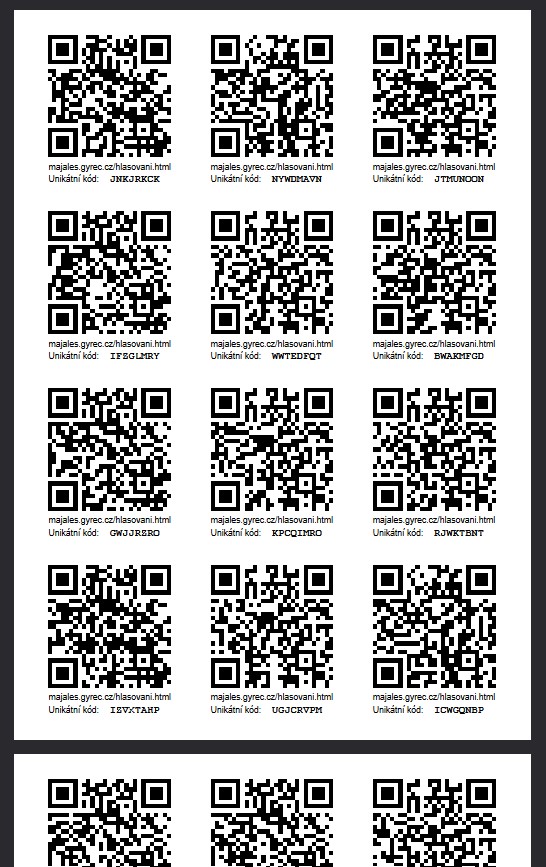 majales.gyrec.cz/hlasovani.html majales.gyrec.cz/hlasovani.html majales.gyrec.cz/hlasovani.html
Unikátní kód: JNKJRKCK Unikátní kód: NYWDMAVN Unikátní kód: JTMUNOON
majales.gyrec.cz/hlasovani.html majales.gyrec.cz/hlasovani.html majales.gyrec.cz/hlasovani.html
Unikátní kód: IFZGLMRY Unikátní kód: WWTEDFQT Unikátní kód: BWAKMFGD
majales.gyrec.cz/hlasovani.html majales.gyrec.cz/hlasovani.html majales.gyrec.cz/hlasovani.html
Unikátní kód: GWJJRZRO Unikátní kód: KPCQIMRO Unikátní kód: RJWKTBNT
majales.gyrec.cz/hlasovani.html majales.gyrec.cz/hlasovani.html majales.gyrec.cz/hlasovani.html
Unikátní kód: IZVXTAHP Unikátní kód: UGJCRVPM Unikátní kód: ICWGQNBP